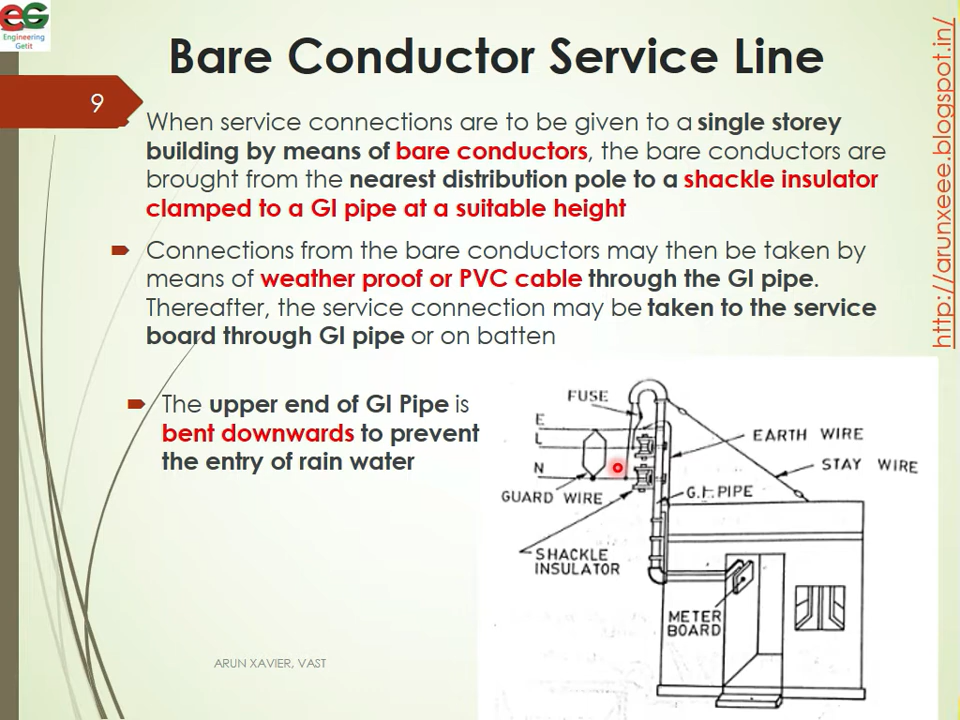 EG
Engineering
Getit
Bare Conductor Service Line
9
http://arunxeee.blogspot.in/
When service connections are to be given to a single storey
building by means of bare conductors, the bare conductors are
brought from the nearest distribution pole to a shackle insulator
clamped to a GI pipe at a suitable height
Connections from the bare conductors may then be taken by
means of weather proof or PVC cable through the GI pipe.
Thereafter, the service connection may be taken to the service
board through GI pipe or on batten
The upper end of GI Pipe is
bent downwards to prevent
the entry of rain water
FUSE
E
L
N
EARTH WIRE
STAY WIRE
GUARD WIRE
G.I. PIPE
SHACKLE
INSULATOR
METER
BOARD
ARUN XAVIER, VAST